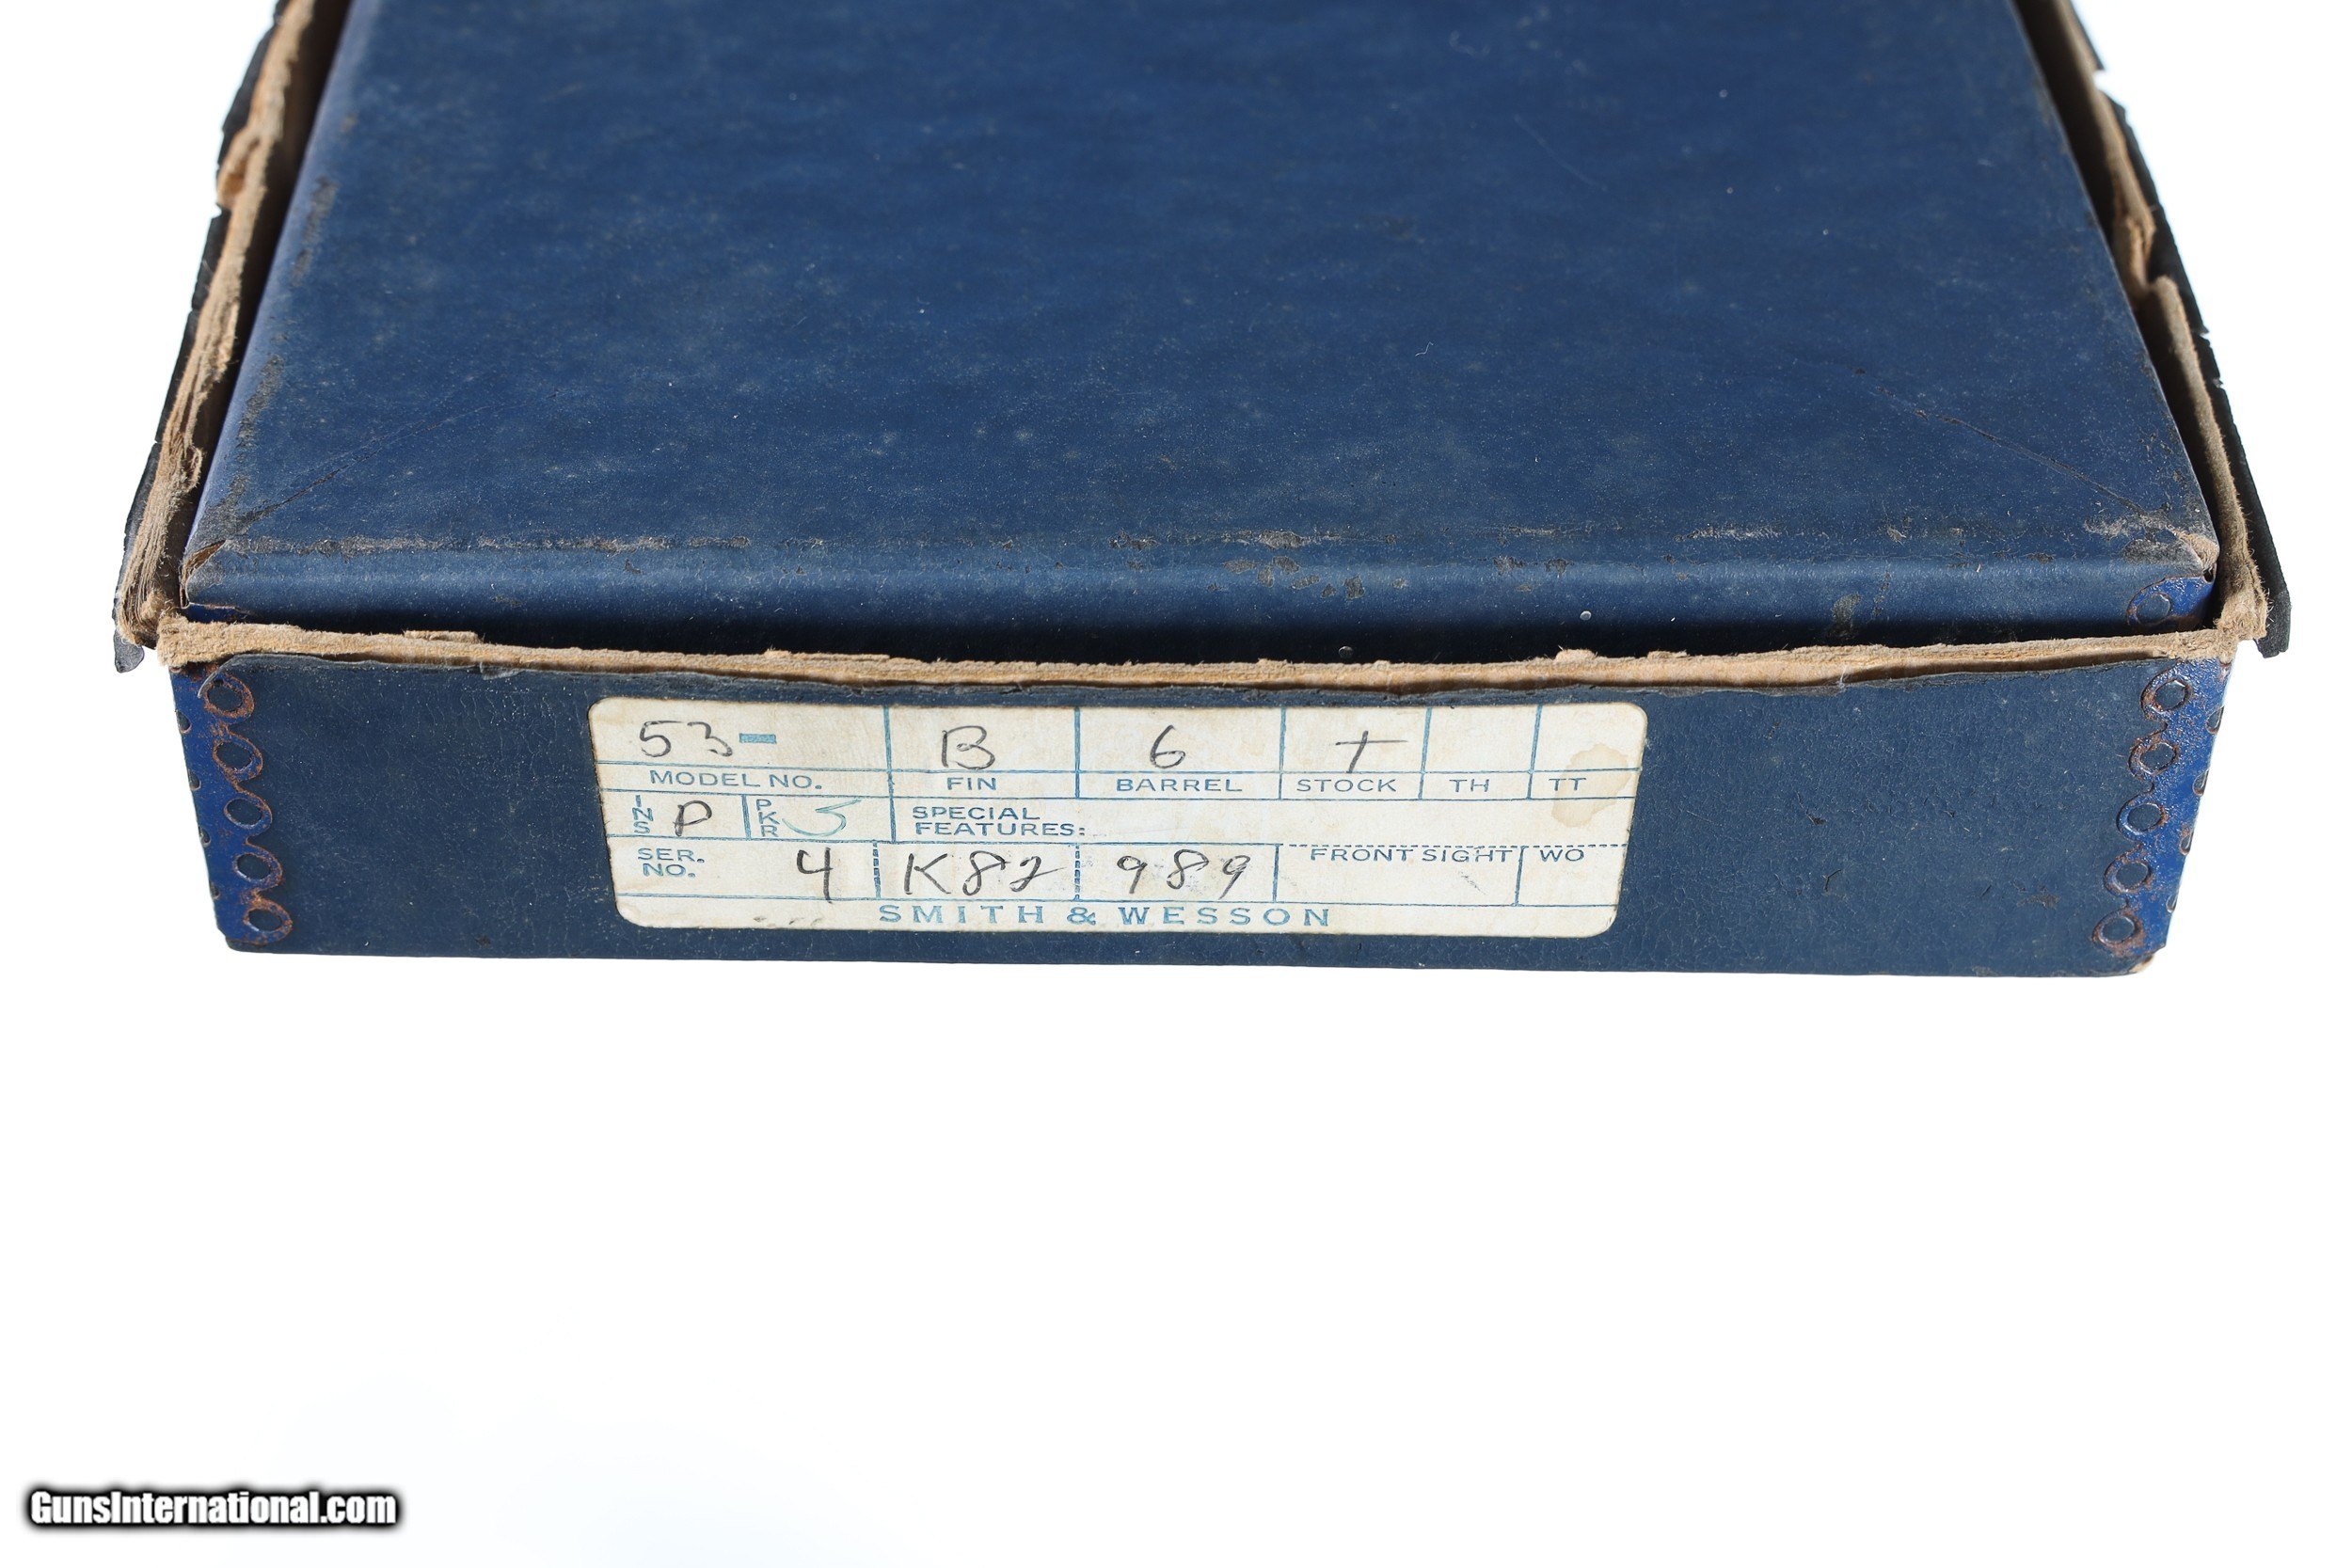 53- B 6 T
MODEL NO. FIN BARREL STOCK TH TT
INS P PKR 5 SPECIAL FEATURES:
SER. NO. 4 K82 989 FRONT SIGHT WO
SMITH & WESSON
GunsInternational.com